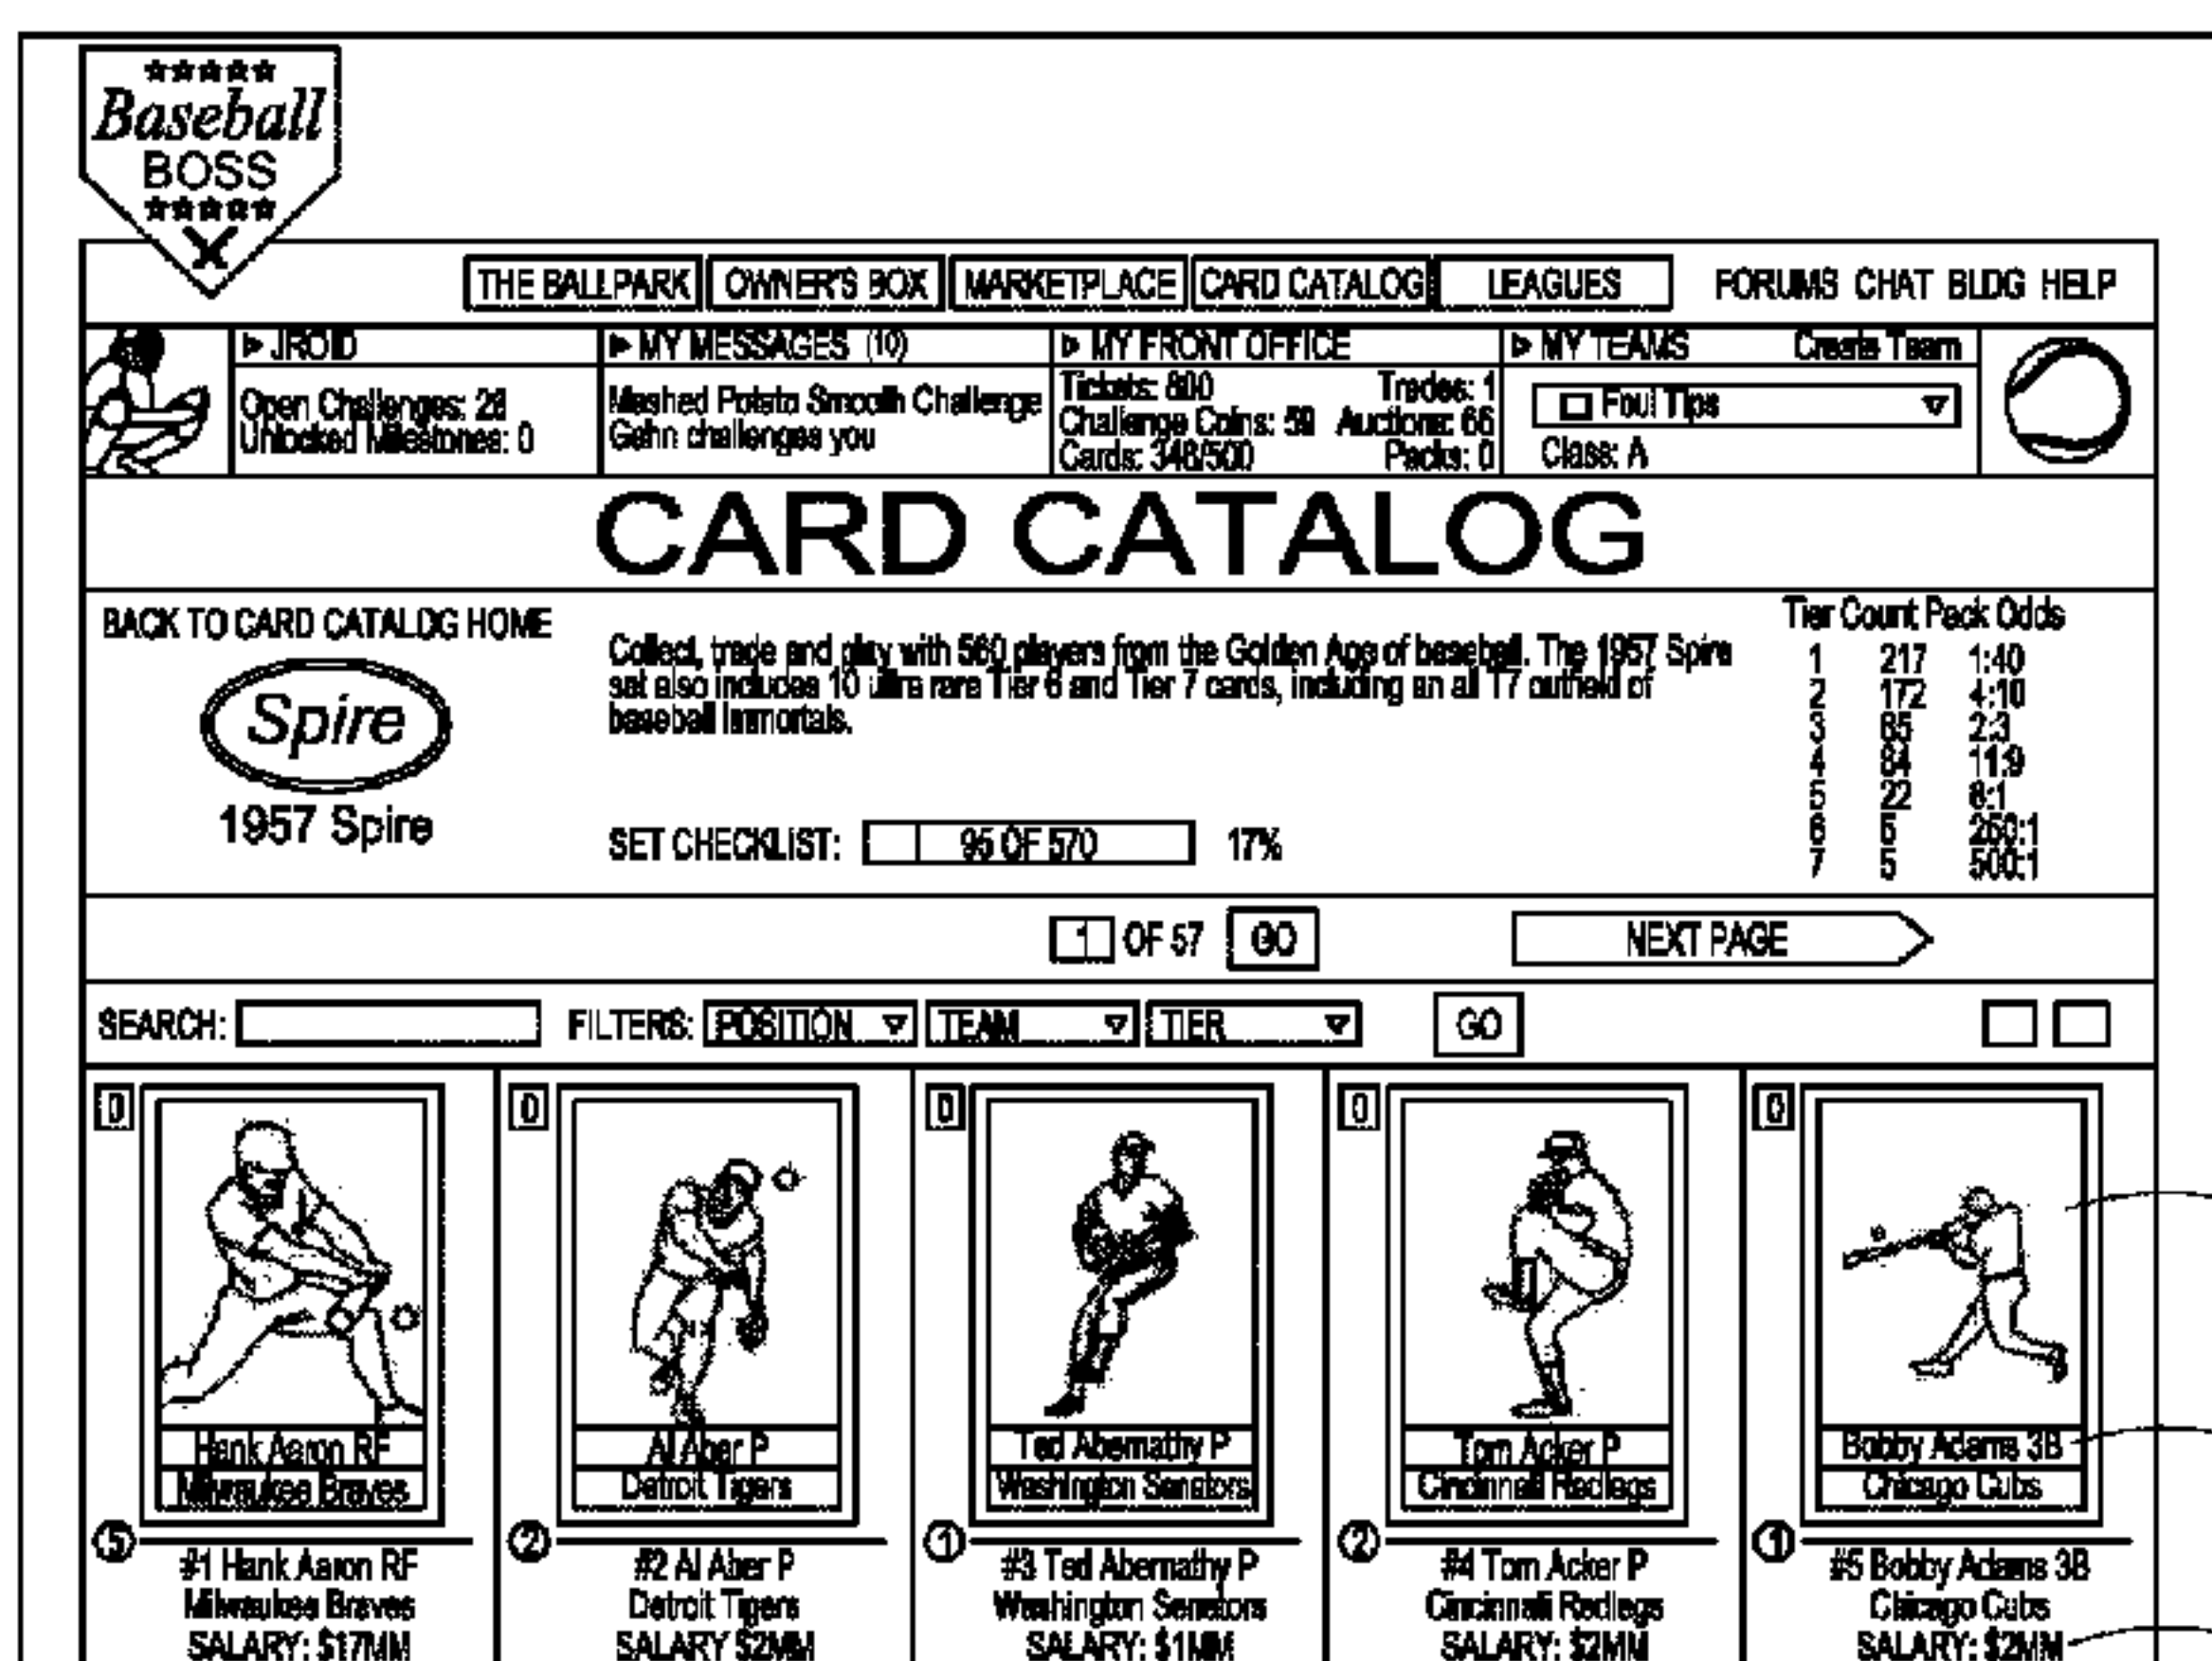 Baseball
BOSS
THE BALLPARK OWNER'S BOX MARKETPLACE CARD CATALOG LEAGUES FORUMS CHAT BLDG HELP
JROID MY MESSAGES (10) MY FRONT OFFICE MY TEAMS Create Team
Open Challenges: 28
Unlocked Milestones: 0
Mashed Potato Smooth Challenge
Gehn challenges you
Tickets: 800 Trades: 1
Challenge Coins: 59 Auctions: 66
Cards: 348/500 Packs: 0
Foul Tips
Class: A
CARD CATALOG
BACK TO CARD CATALOG HOME
Spire
1957 Spire
Collect, trade and play with 560 players from the Golden Age of baseball. The 1957 Spire
set also includes 10 ultra rare Tier 6 and Tier 7 cards, including an all T7 outfield of
baseball immortals.
SET CHECKLIST: 95 OF 570 17%
Tier Count Pack Odds
1 217 1:40
2 172 4:10
3 65 2:3
4 84 11:9
5 22 8:1
6 5 250:1
7 5 500:1
1 OF 57 GO NEXT PAGE
SEARCH: FILTERS: POSITION TEAM TIER GO
0 0 0 0 0
Hank Aaron RF
Milwaukee Braves
Al Aber P
Detroit Tigers
Ted Abernathy P
Washington Senators
Tom Acker P
Cincinnati Redlegs
Bobby Adams 3B
Chicago Cubs
5
#1 Hank Aaron RF
Milwaukee Braves
SALARY: $17MM
2
#2 Al Aber P
Detroit Tigers
SALARY $2MM
1
#3 Ted Abernathy P
Washington Senators
SALARY: $1MM
2
#4 Tom Acker P
Cincinnati Redlegs
SALARY: $2MM
1
#5 Bobby Adams 3B
Chicago Cubs
SALARY: $2MM